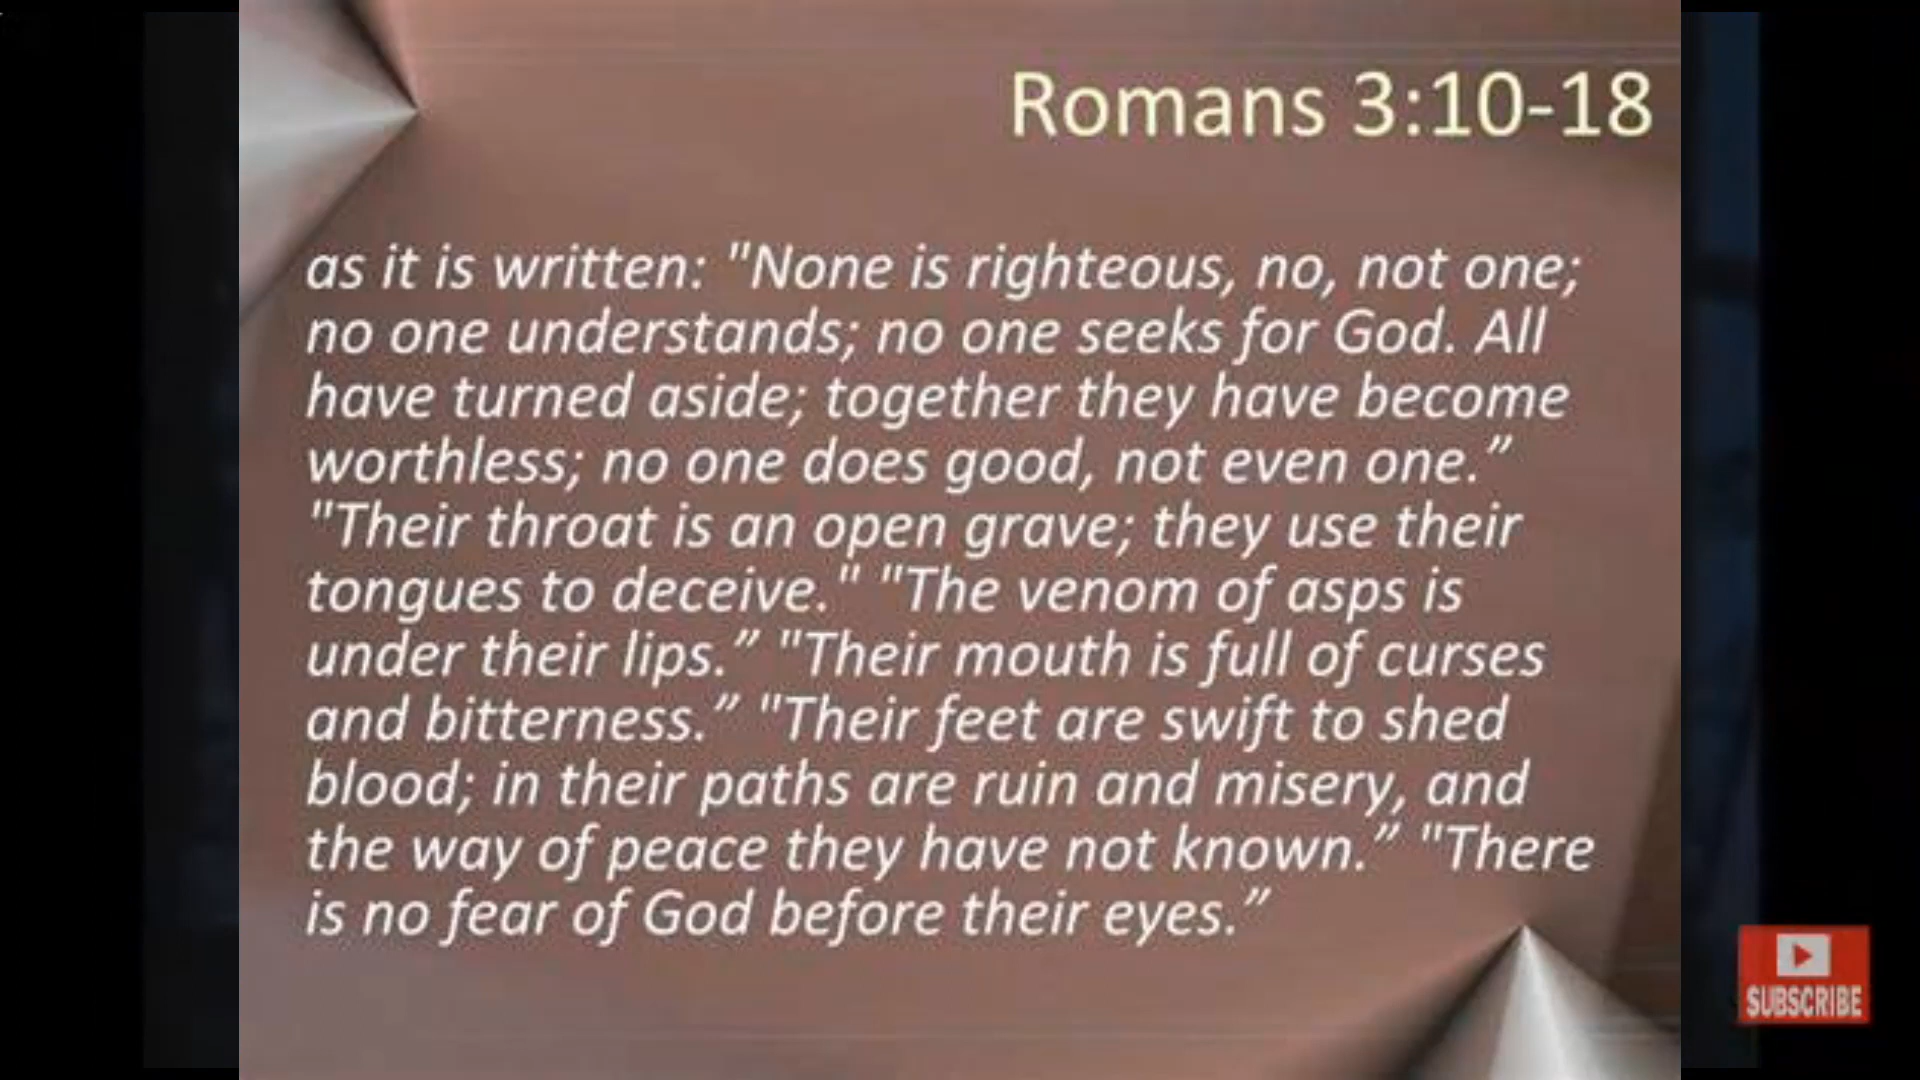 Romans 3:10-18
as it is written: "None is righteous, no, not one;
no one understands; no one seeks for God. All
have turned aside; together they have become
worthless; no one does good, not even one.”
"Their throat is an open grave; they use their
tongues to deceive." "The venom of asps is
under their lips.” "Their mouth is full of curses
and bitterness.” "Their feet are swift to shed
blood; in their paths are ruin and misery, and
the way of peace they have not known.” "There
is no fear of God before their eyes.”
SUBSCRIBE